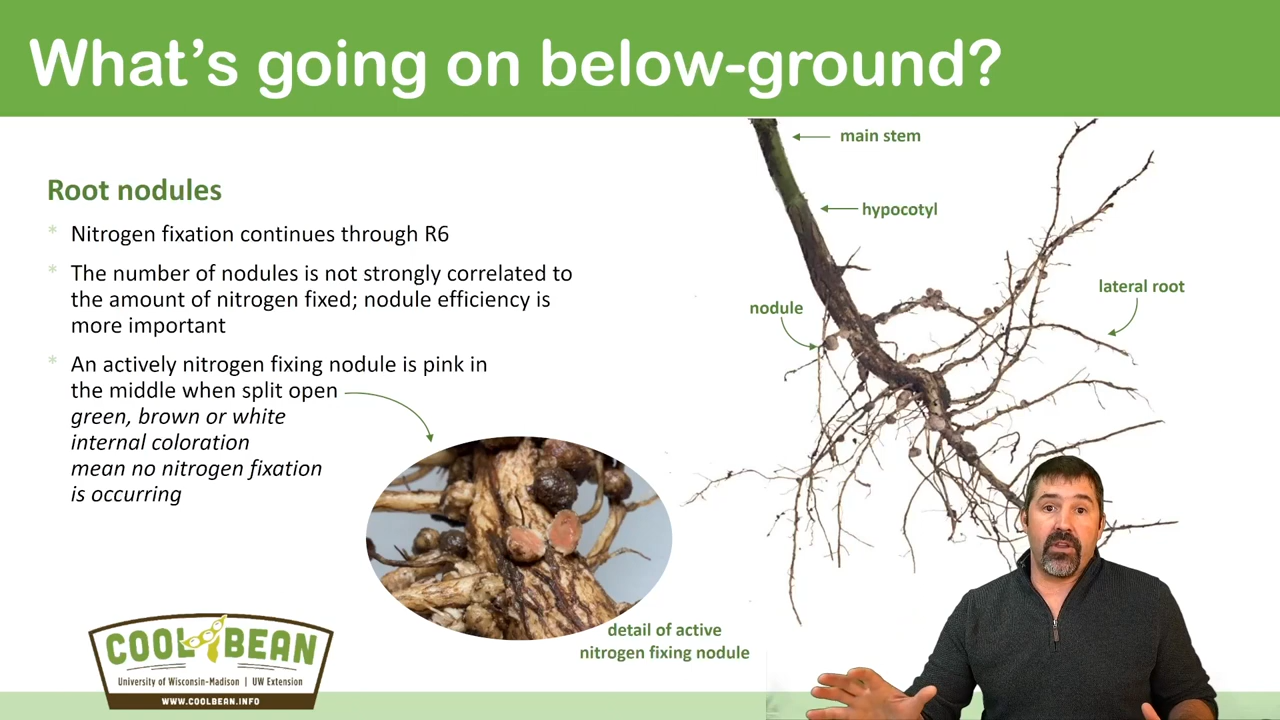 What's going on below-ground?
Root nodules
* Nitrogen fixation continues through R6
* The number of nodules is not strongly correlated to
the amount of nitrogen fixed; nodule efficiency is
more important
* An actively nitrogen fixing nodule is pink in
the middle when split open
green, brown or white
internal coloration
mean no nitrogen fixation
is occurring
main stem
hypocotyl
lateral root
nodule
detail of active
nitrogen fixing nodule
COOL BEAN
University of Wisconsin-Madison | UW Extension
WWW.COOLBEAN.INFO